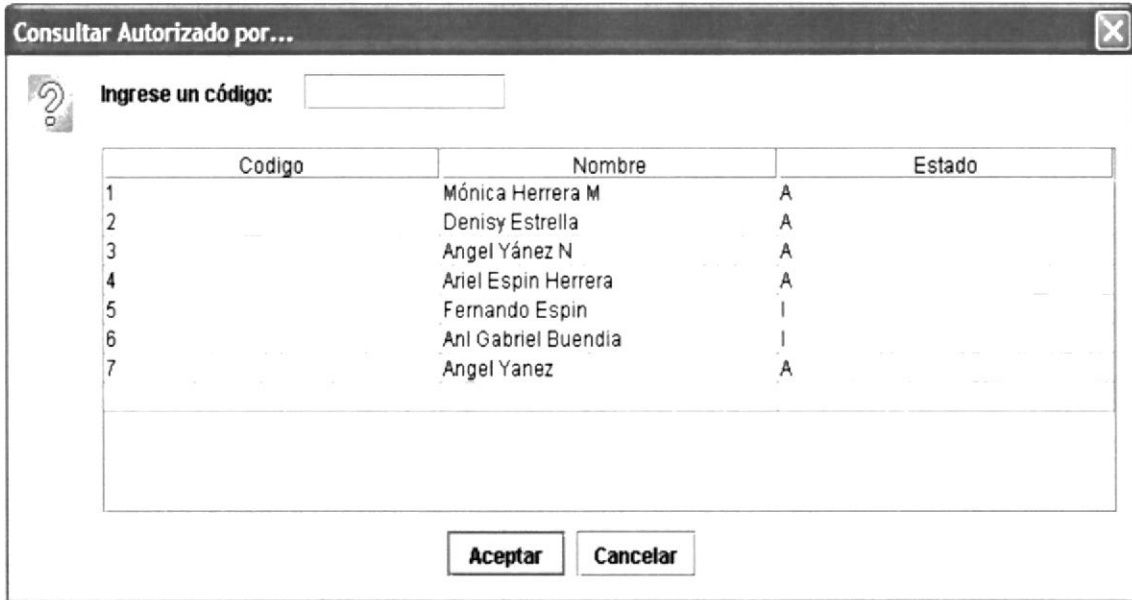 Consultar Autorizado por...
Ingrese un código:
Codigo Nombre Estado
1 Mónica Herrera M A
2 Denisy Estrella A
3 Angel Yánez N A
4 Ariel Espin Herrera A
5 Fernando Espin I
6 Anl Gabriel Buendia I
7 Angel Yanez A
Aceptar Cancelar